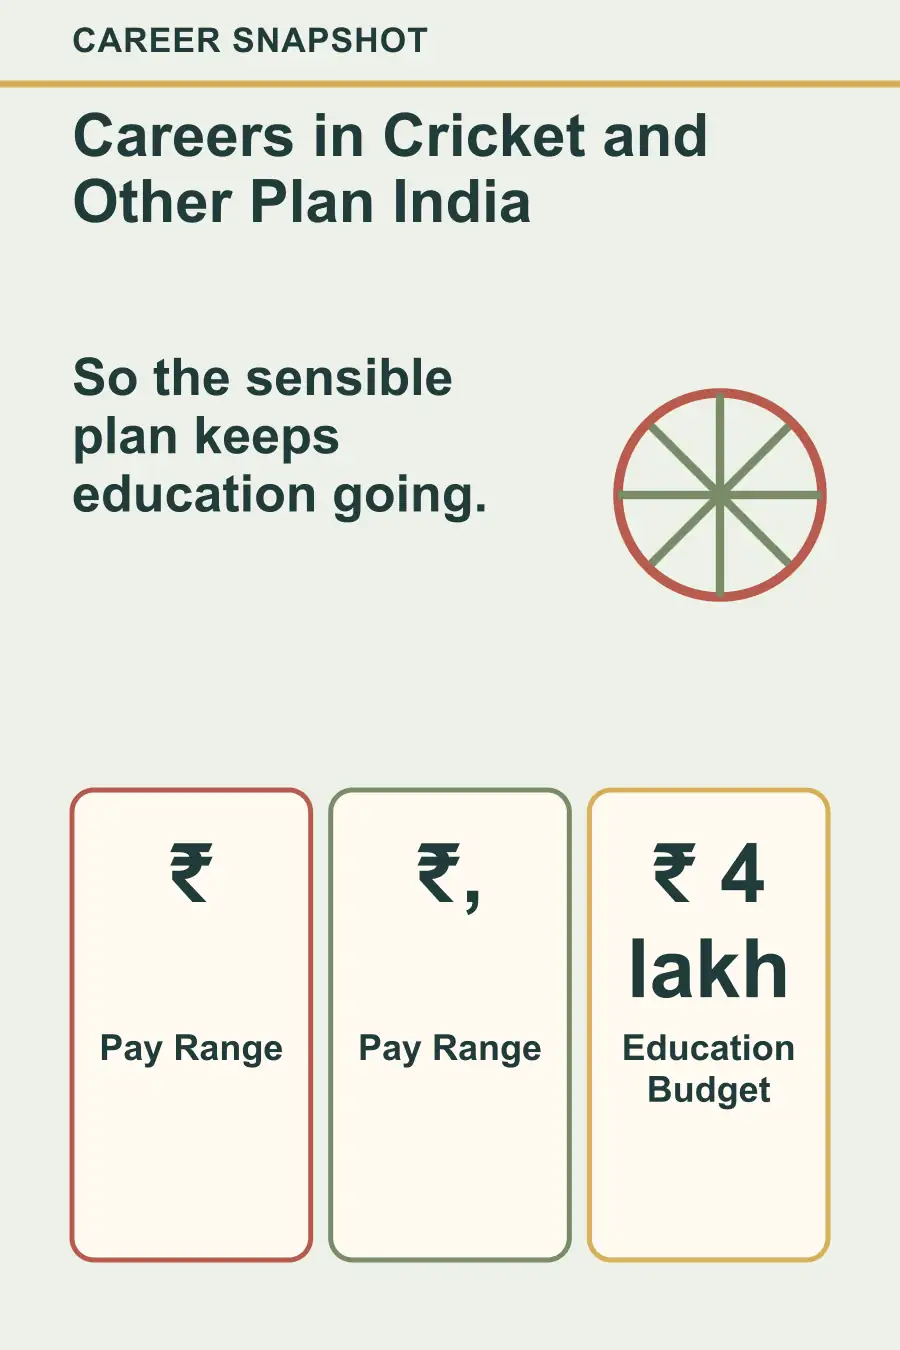 CAREER SNAPSHOT
Careers in Cricket and
Other Plan India
So the sensible
plan keeps
education going.
₹
Pay Range
₹,
Pay Range
₹ 4
lakh
Education
Budget